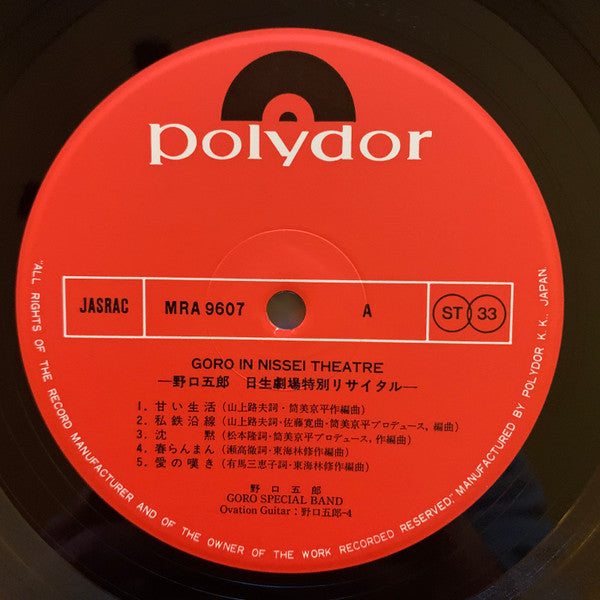 polydor
JASRAC MRA 9607 A ST 33
GORO IN NISSEI THEATRE
—野口五郎 日生劇場特別リサイタル—
1. 甘い生活(山上路夫詞・筒美京平作編曲)
2. 私鉄沿線(山上路夫詞・佐藤寛曲・筒美京平プロデュース, 編曲)
3. 沈黙(松本隆詞・筒美京平プロデュース, 作編曲)
4. 春らんまん(瀬高徹詞・東海林修作編曲)
5. 愛の嘆き(有馬三恵子詞・東海林修作編曲)
野口五郎
GORO SPECIAL BAND
Ovation Guitar : 野口五郎-4
"ALL RIGHTS OF THE RECORD MANUFACTURER AND OF THE OWNER OF THE WORK RECORDED RESERVED." MANUFACTURED BY POLYDOR K. K., JAPAN.